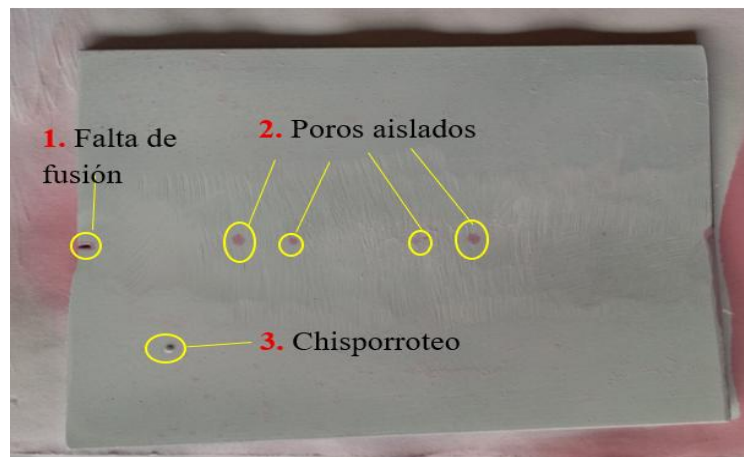 1. Falta de
fusión
2. Poros aislados
3. Chisporroteo